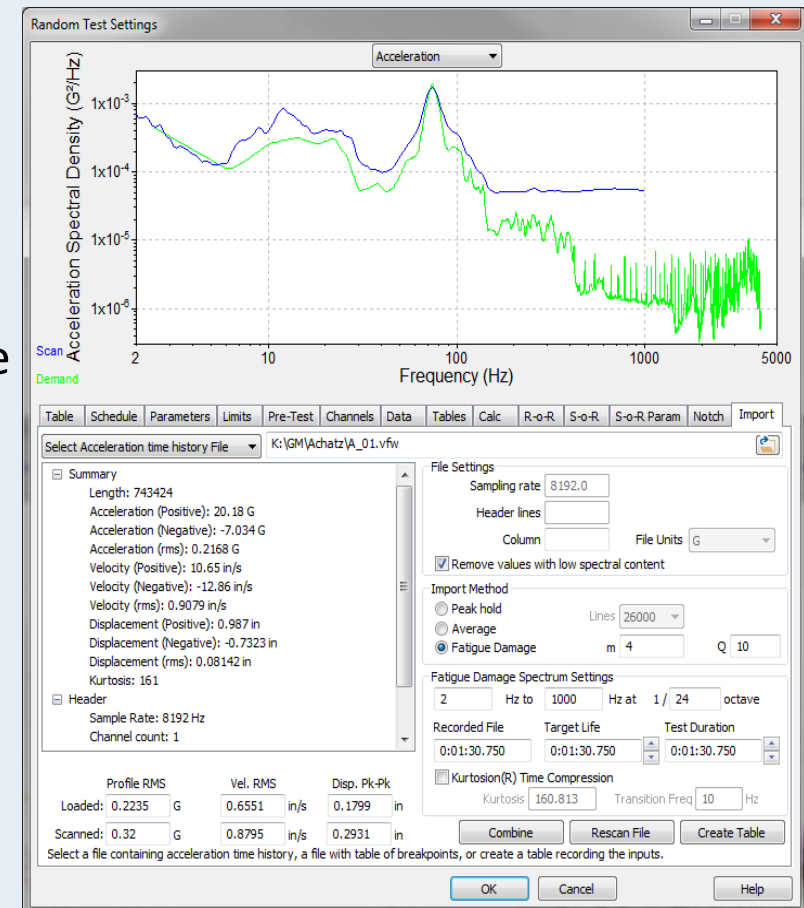 Random Test Settings
Acceleration
Acceleration Spectral Density (G²/Hz)
1x10⁻³
1x10⁻⁴
1x10⁻⁵
1x10⁻⁶
e
Scan
Demand
2 10 100 1000 5000
Frequency (Hz)
Table Schedule Parameters Limits Pre-Test Channels Data Tables Calc R-o-R S-o-R S-o-R Param Notch Import
Select Acceleration time history File K:\GM\Achatz\A_01.vfw
Summary
Length: 743424
Acceleration (Positive): 20.18 G
Acceleration (Negative): -7.034 G
Acceleration (rms): 0.2168 G
Velocity (Positive): 10.65 in/s
Velocity (Negative): -12.86 in/s
Velocity (rms): 0.9079 in/s
Displacement (Positive): 0.987 in
Displacement (Negative): -0.7323 in
Displacement (rms): 0.08142 in
Kurtosis: 161
Header
Sample Rate: 8192 Hz
Channel count: 1
File Settings
Sampling rate 8192.0
Header lines
Column File Units G
Remove values with low spectral content
Import Method
Peak hold
Average
Lines 26000
Fatigue Damage m 4 Q 10
Fatigue Damage Spectrum Settings
2 Hz to 1000 Hz at 1 / 24 octave
Recorded File Target Life Test Duration
0:01:30.750 0:01:30.750 0:01:30.750
Kurtosion(R) Time Compression
Kurtosis 160.813 Transition Freq 10 Hz
Profile RMS Vel. RMS Disp. Pk-Pk
Loaded: 0.2235 G 0.6551 in/s 0.1799 in
Scanned: 0.32 G 0.8795 in/s 0.2931 in
Combine Rescan File Create Table
Select a file containing acceleration time history, a file with table of breakpoints, or create a table recording the inputs.
OK Cancel Help